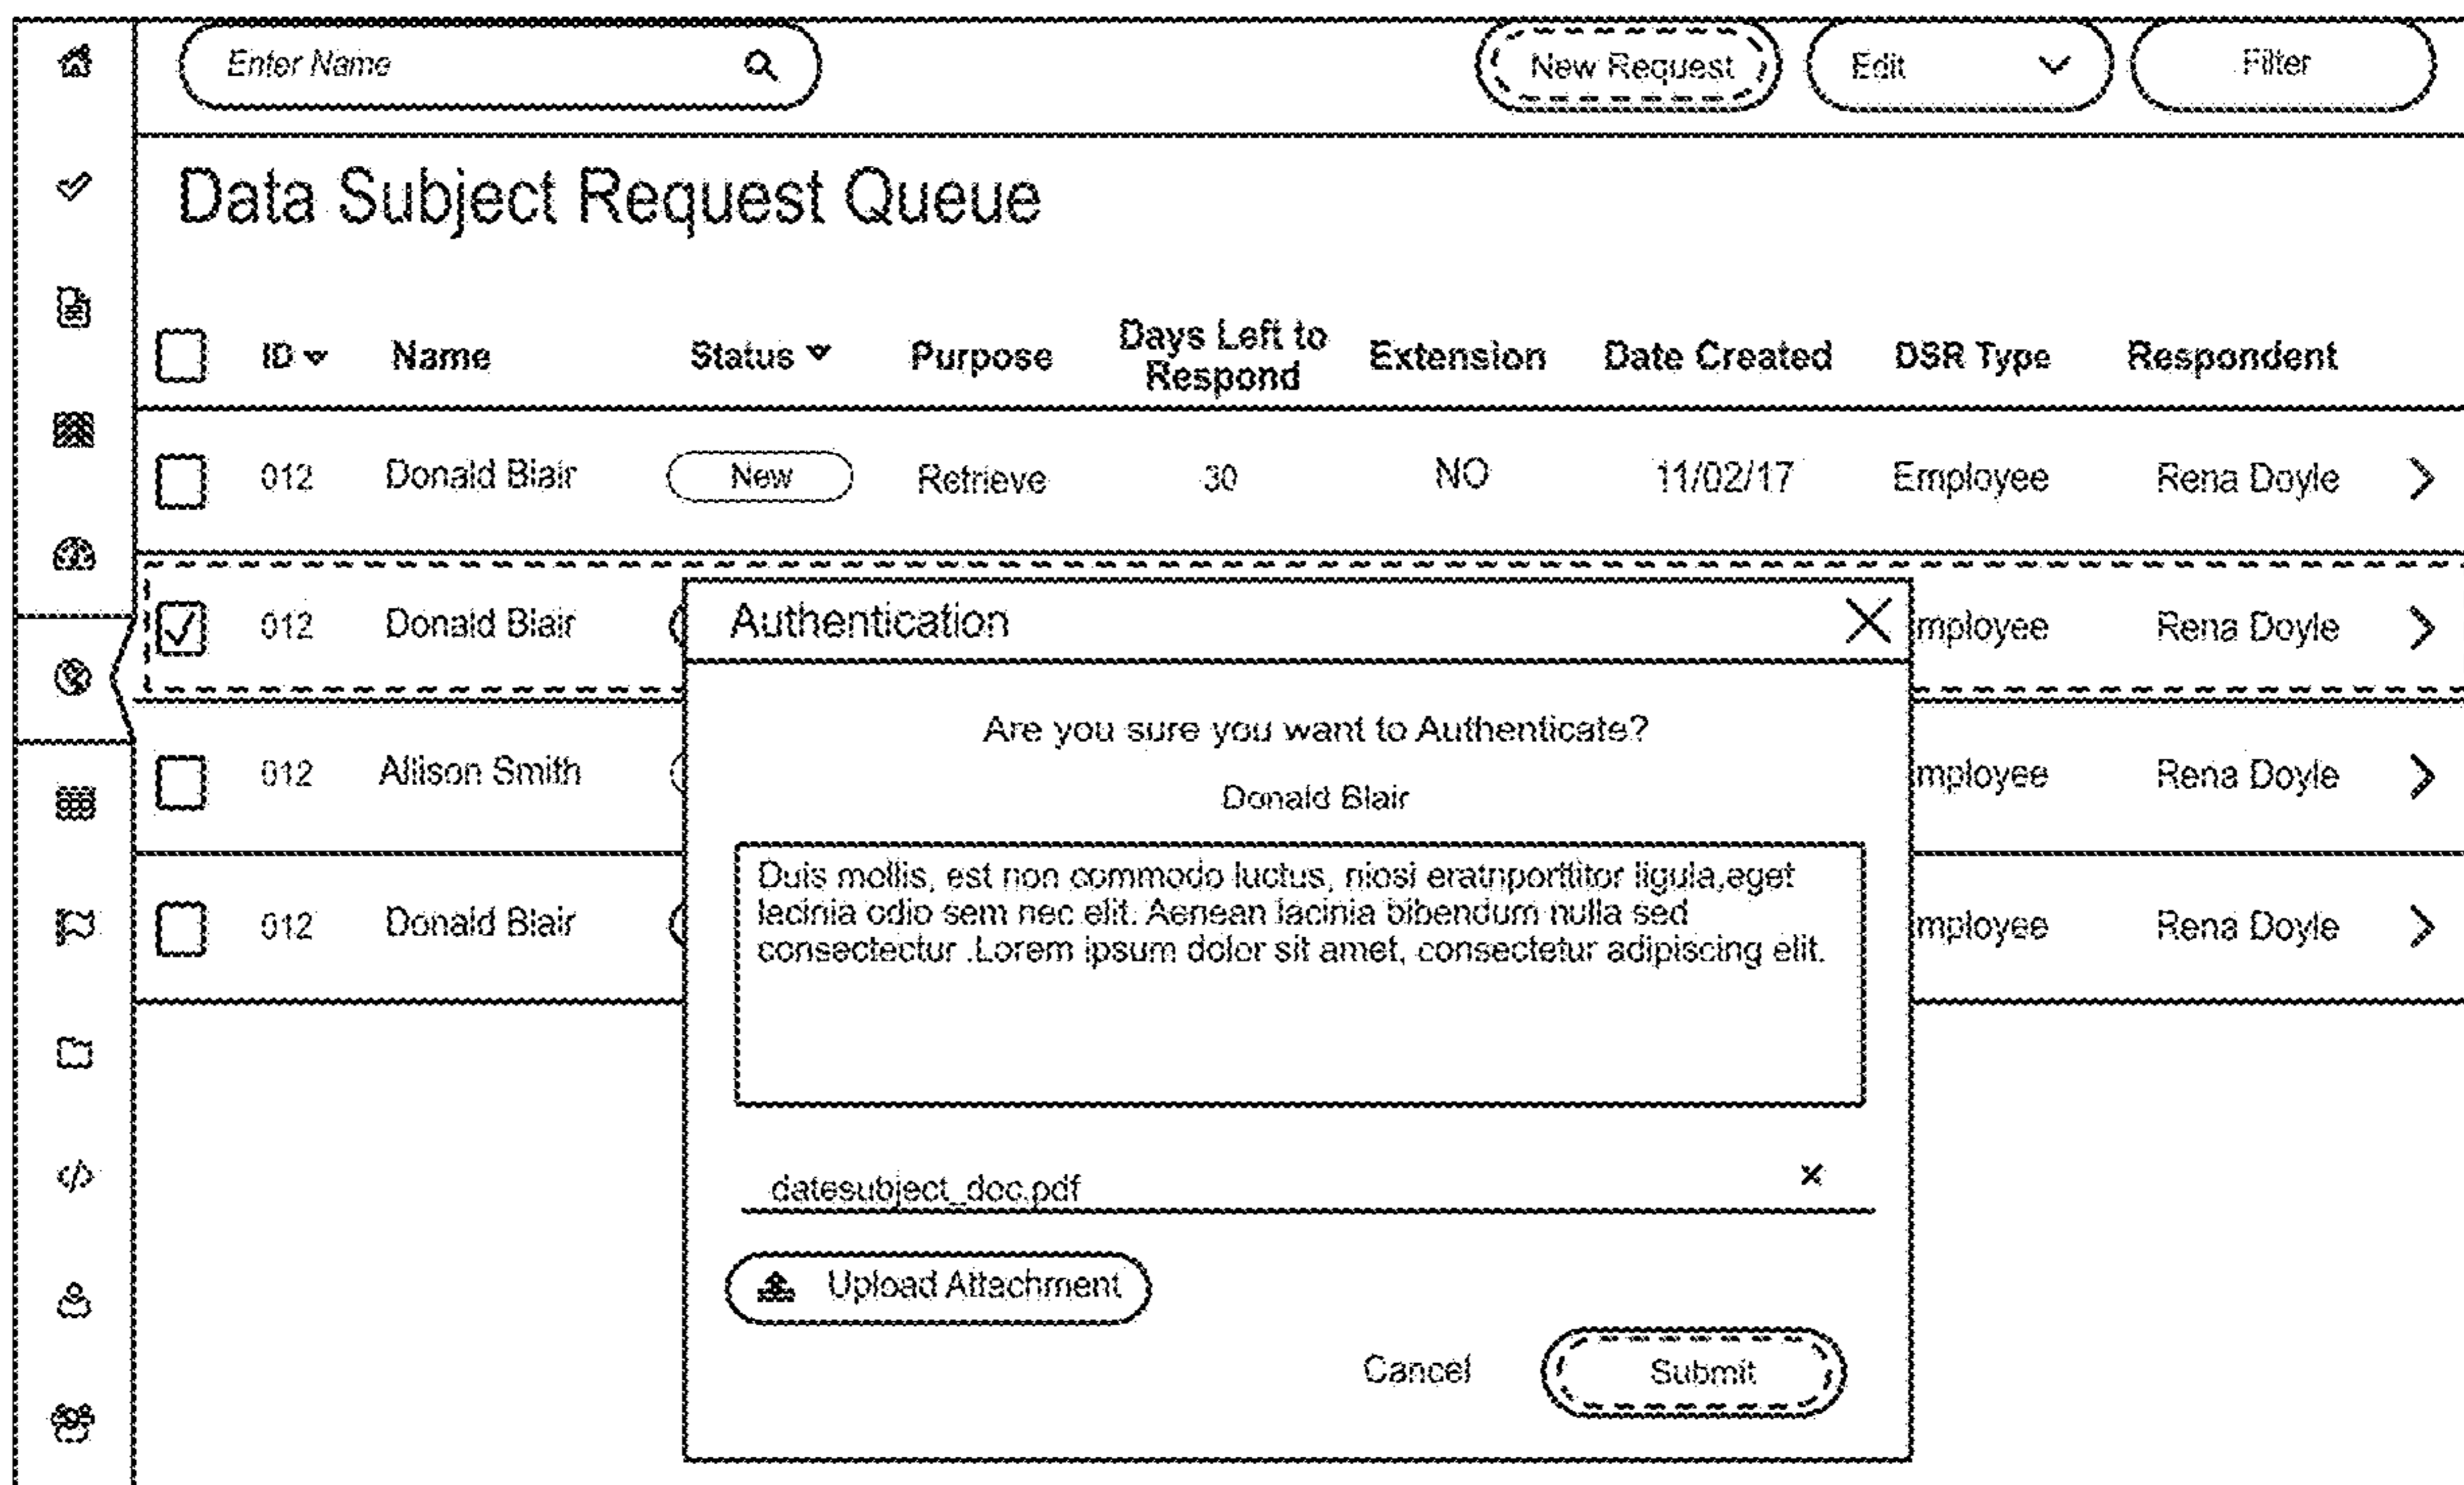 Enter Name
New Request
Edit
Filter
Data Subject Request Queue
ID Name Status Purpose Days Left to Respond Extension Date Created DSR Type Respondent
012 Donald Blair New Retrieve 30 NO 11/02/17 Employee Rena Doyle
012 Donald Blair mployee Rena Doyle
012 Allison Smith mployee Rena Doyle
012 Donald Blair mployee Rena Doyle
Authentication
Are you sure you want to Authenticate?
Donald Blair
Duis mollis, est non commodo luctus, niosi eratnporttitor ligula,eget
lacinia odio sem nec elit. Aenean lacinia bibendum nulla sed
consectectur .Lorem ipsum dolor sit amet, consectetur adipiscing elit.
datesubject_doc.pdf
Upload Attachment
Cancel
Submit